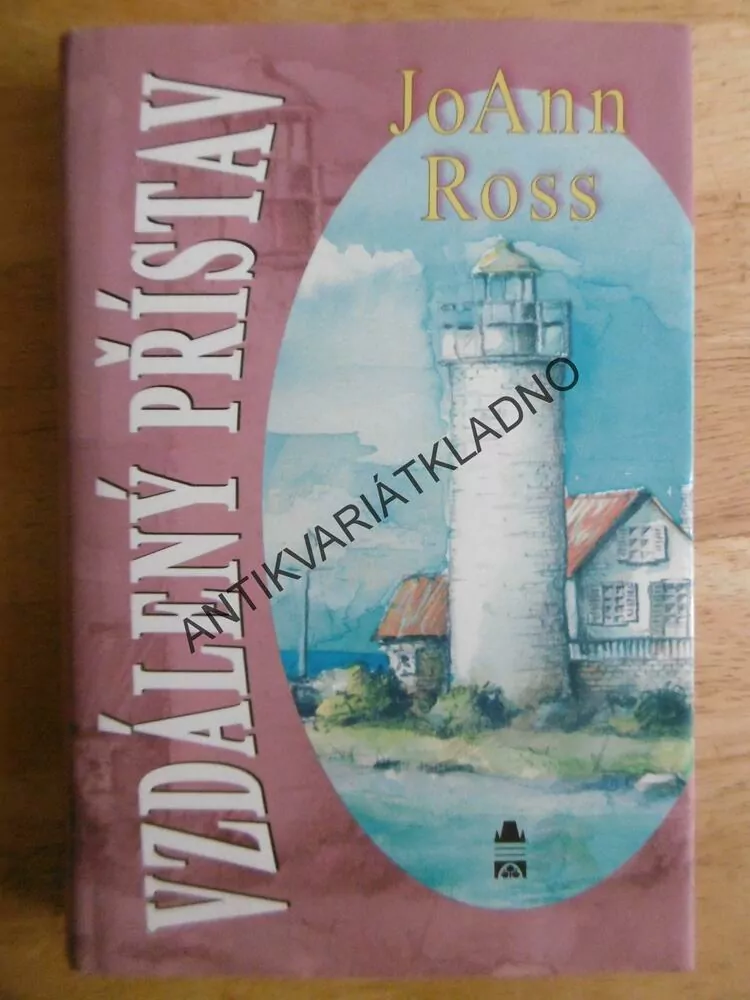 JoAnn
Ross
VZDÁLENÝ PŘÍSTAV
ANTIKVARIÁTKLADNO